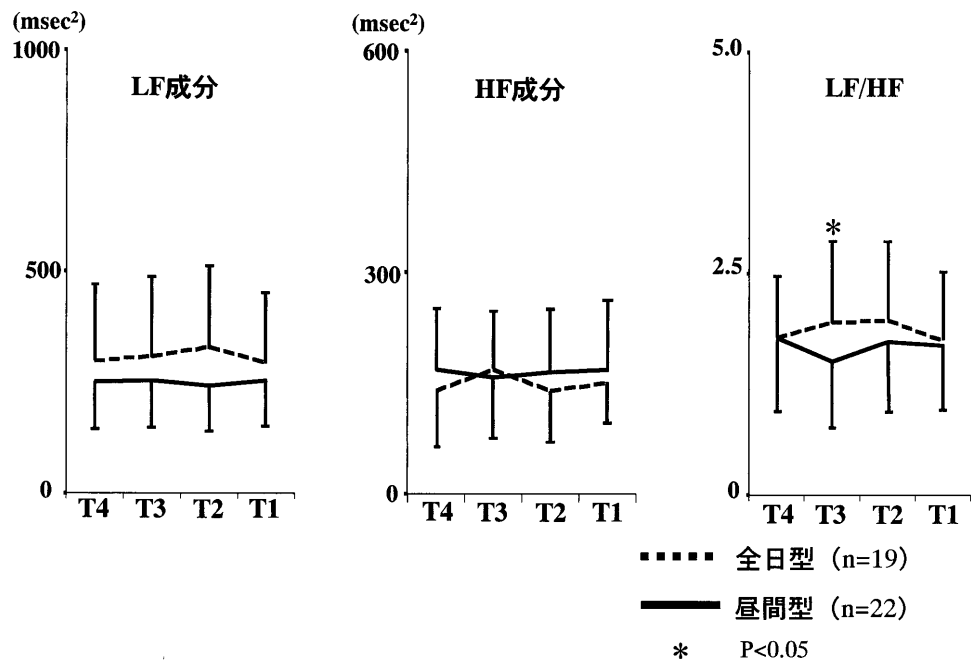 (msec²)
1000
LF成分
500
0
T4 T3 T2 T1
(msec²)
600
HF成分
300
0
T4 T3 T2 T1
5.0
LF/HF
*
2.5
0
T4 T3 T2 T1
全日型（n=19）
昼間型（n=22）
* P<0.05